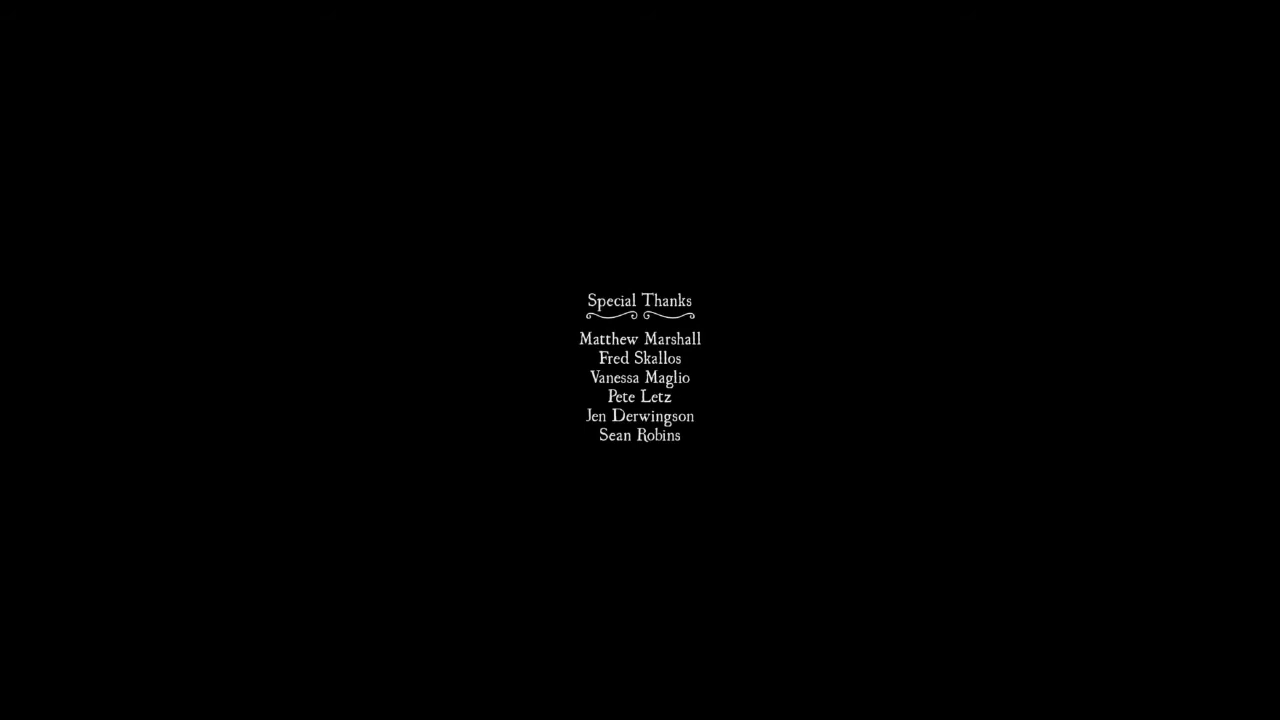 Special Thanks
Matthew Marshall
Fred Skallos
Vanessa Maglio
Pete Letz
Jen Derwingson
Sean Robins